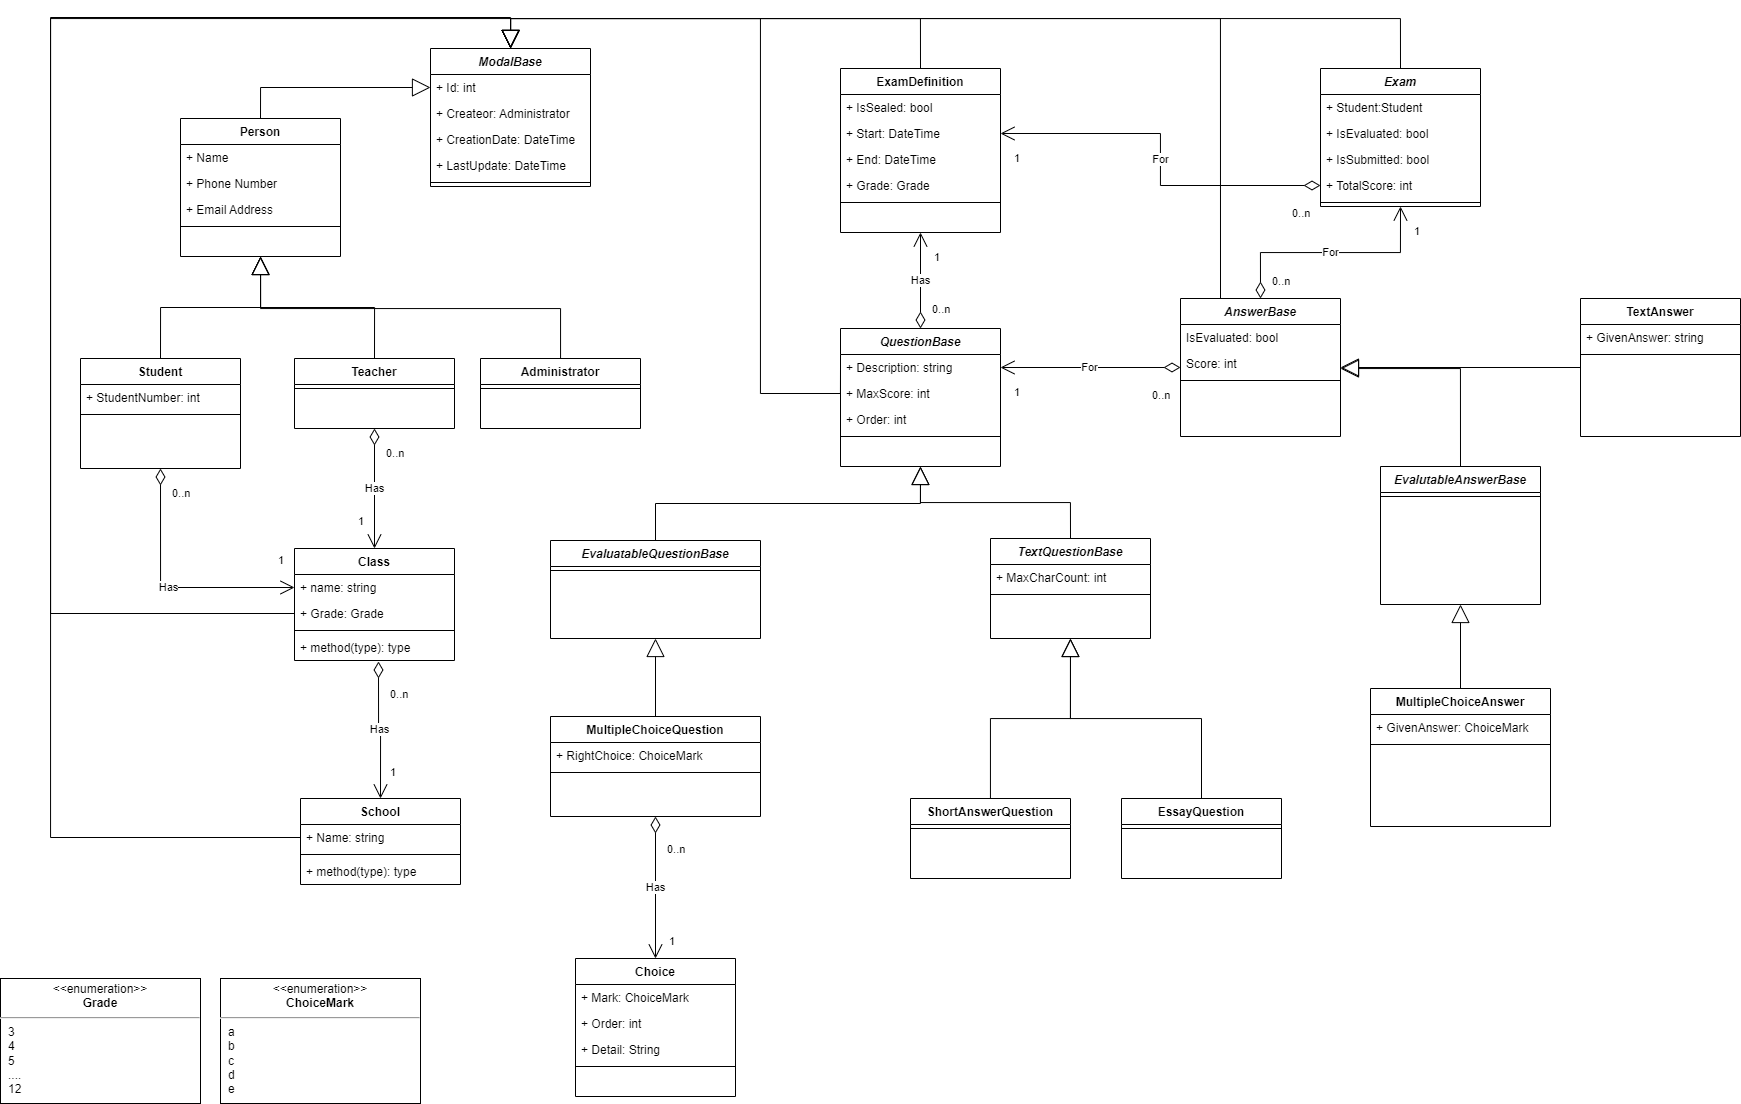 ModalBase
+ Id: int
+ Createor: Administrator
+ CreationDate: DateTime
+ LastUpdate: DateTime
Person
+ Name
+ Phone Number
+ Email Address
Student
+ StudentNumber: int
Teacher
Administrator
0..n
Has
1
0..n
Has
1
Class
+ name: string
+ Grade: Grade
+ method(type): type
0..n
Has
1
School
+ Name: string
+ method(type): type
<<enumeration>>
Grade
3
4
5
....
12
<<enumeration>>
ChoiceMark
a
b
c
d
e
ExamDefinition
+ IsSealed: bool
+ Start: DateTime
+ End: DateTime
+ Grade: Grade
1
For
0..n
Exam
+ Student:Student
+ IsEvaluated: bool
+ IsSubmitted: bool
+ TotalScore: int
1
For
0..n
1
Has
0..n
QuestionBase
+ Description: string
+ MaxScore: int
+ Order: int
For
1
0..n
AnswerBase
IsEvaluated: bool
Score: int
TextAnswer
+ GivenAnswer: string
EvalutableAnswerBase
MultipleChoiceAnswer
+ GivenAnswer: ChoiceMark
EvaluatableQuestionBase
TextQuestionBase
+ MaxCharCount: int
MultipleChoiceQuestion
+ RightChoice: ChoiceMark
ShortAnswerQuestion
EssayQuestion
0..n
Has
1
Choice
+ Mark: ChoiceMark
+ Order: int
+ Detail: String